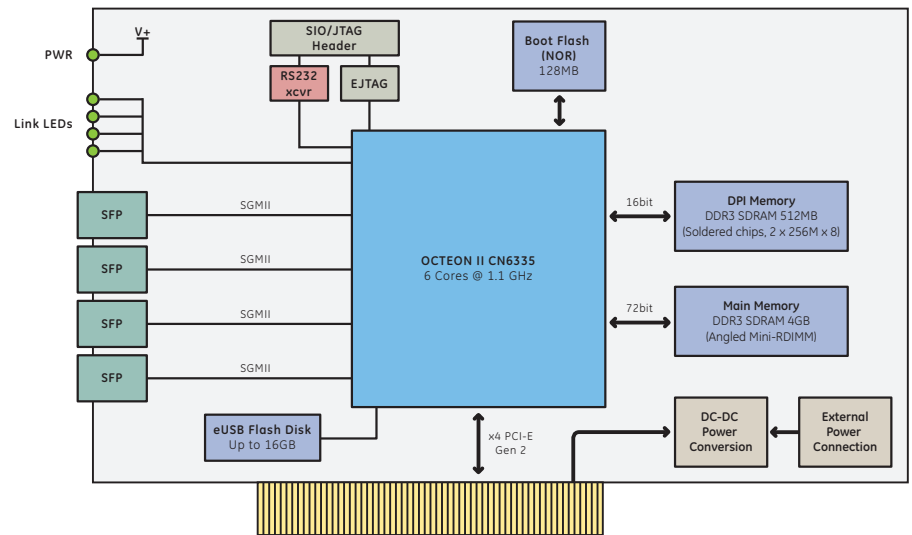 V+
PWR
SIO/JTAG
Header
RS232
xcvr
EJTAG
Boot Flash
(NOR)
128MB
Link LEDs
SFP
SGMII
SFP
SGMII
SFP
SGMII
SFP
SGMII
OCTEON II CN6335
6 Cores @ 1.1 GHz
16bit
DPI Memory
DDR3 SDRAM 512MB
(Soldered chips, 2 x 256M x 8)
72bit
Main Memory
DDR3 SDRAM 4GB
(Angled Mini-RDIMM)
eUSB Flash Disk
Up to 16GB
x4 PCI-E
Gen 2
DC-DC
Power
Conversion
External
Power
Connection